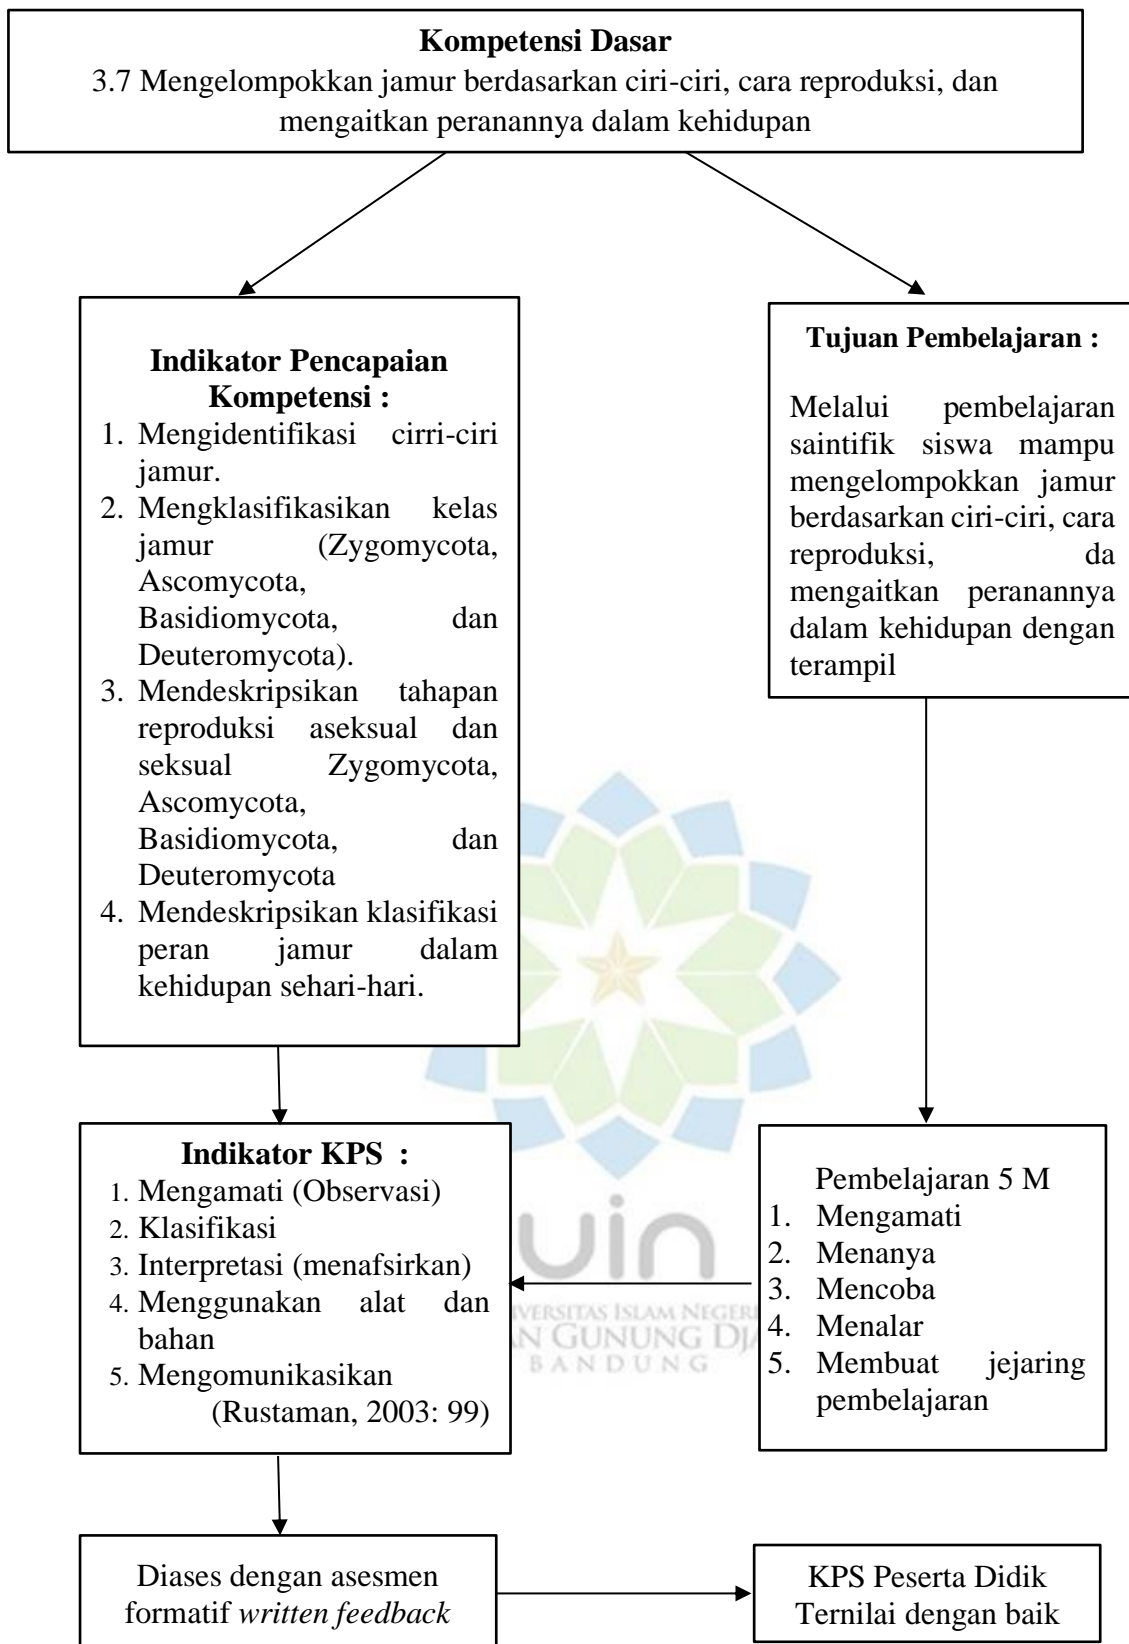 Kompetensi Dasar
3.7 Mengelompokkan jamur berdasarkan ciri-ciri, cara reproduksi, dan
mengaitkan peranannya dalam kehidupan
Indikator Pencapaian
Kompetensi :
1. Mengidentifikasi cirri-ciri
jamur.
2. Mengklasifikasikan kelas
jamur (Zygomycota,
Ascomycota,
Basidiomycota, dan
Deuteromycota).
3. Mendeskripsikan tahapan
reproduksi aseksual dan
seksual Zygomycota,
Ascomycota,
Basidiomycota, dan
Deuteromycota
4. Mendeskripsikan klasifikasi
peran jamur dalam
kehidupan sehari-hari.
Tujuan Pembelajaran :
Melalui pembelajaran
saintifik siswa mampu
mengelompokkan jamur
berdasarkan ciri-ciri, cara
reproduksi, da
mengaitkan peranannya
dalam kehidupan dengan
terampil
Indikator KPS :
1. Mengamati (Observasi)
2. Klasifikasi
3. Interpretasi (menafsirkan)
4. Menggunakan alat dan
bahan
5. Mengomunikasikan
(Rustaman, 2003: 99)
uin
ISLAM
GUNUNG
BANDUNG
Pembelajaran 5 M
1. Mengamati
2. Menanya
3. Mencoba
4. Menalar
5. Membuat jejaring
pembelajaran
Diases dengan asesmen
formatif written feedback
KPS Peserta Didik
Ternilai dengan baik